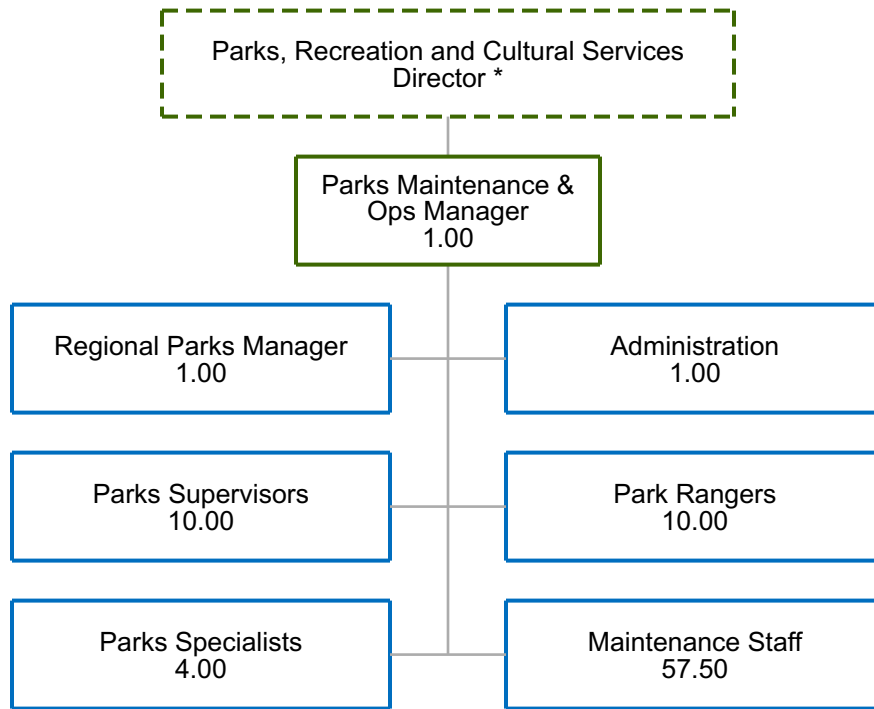 Parks, Recreation and Cultural Services
Director *
Parks Maintenance &
Ops Manager
1.00
Regional Parks Manager
1.00
Administration
1.00
Parks Supervisors
10.00
Park Rangers
10.00
Parks Specialists
4.00
Maintenance Staff
57.50